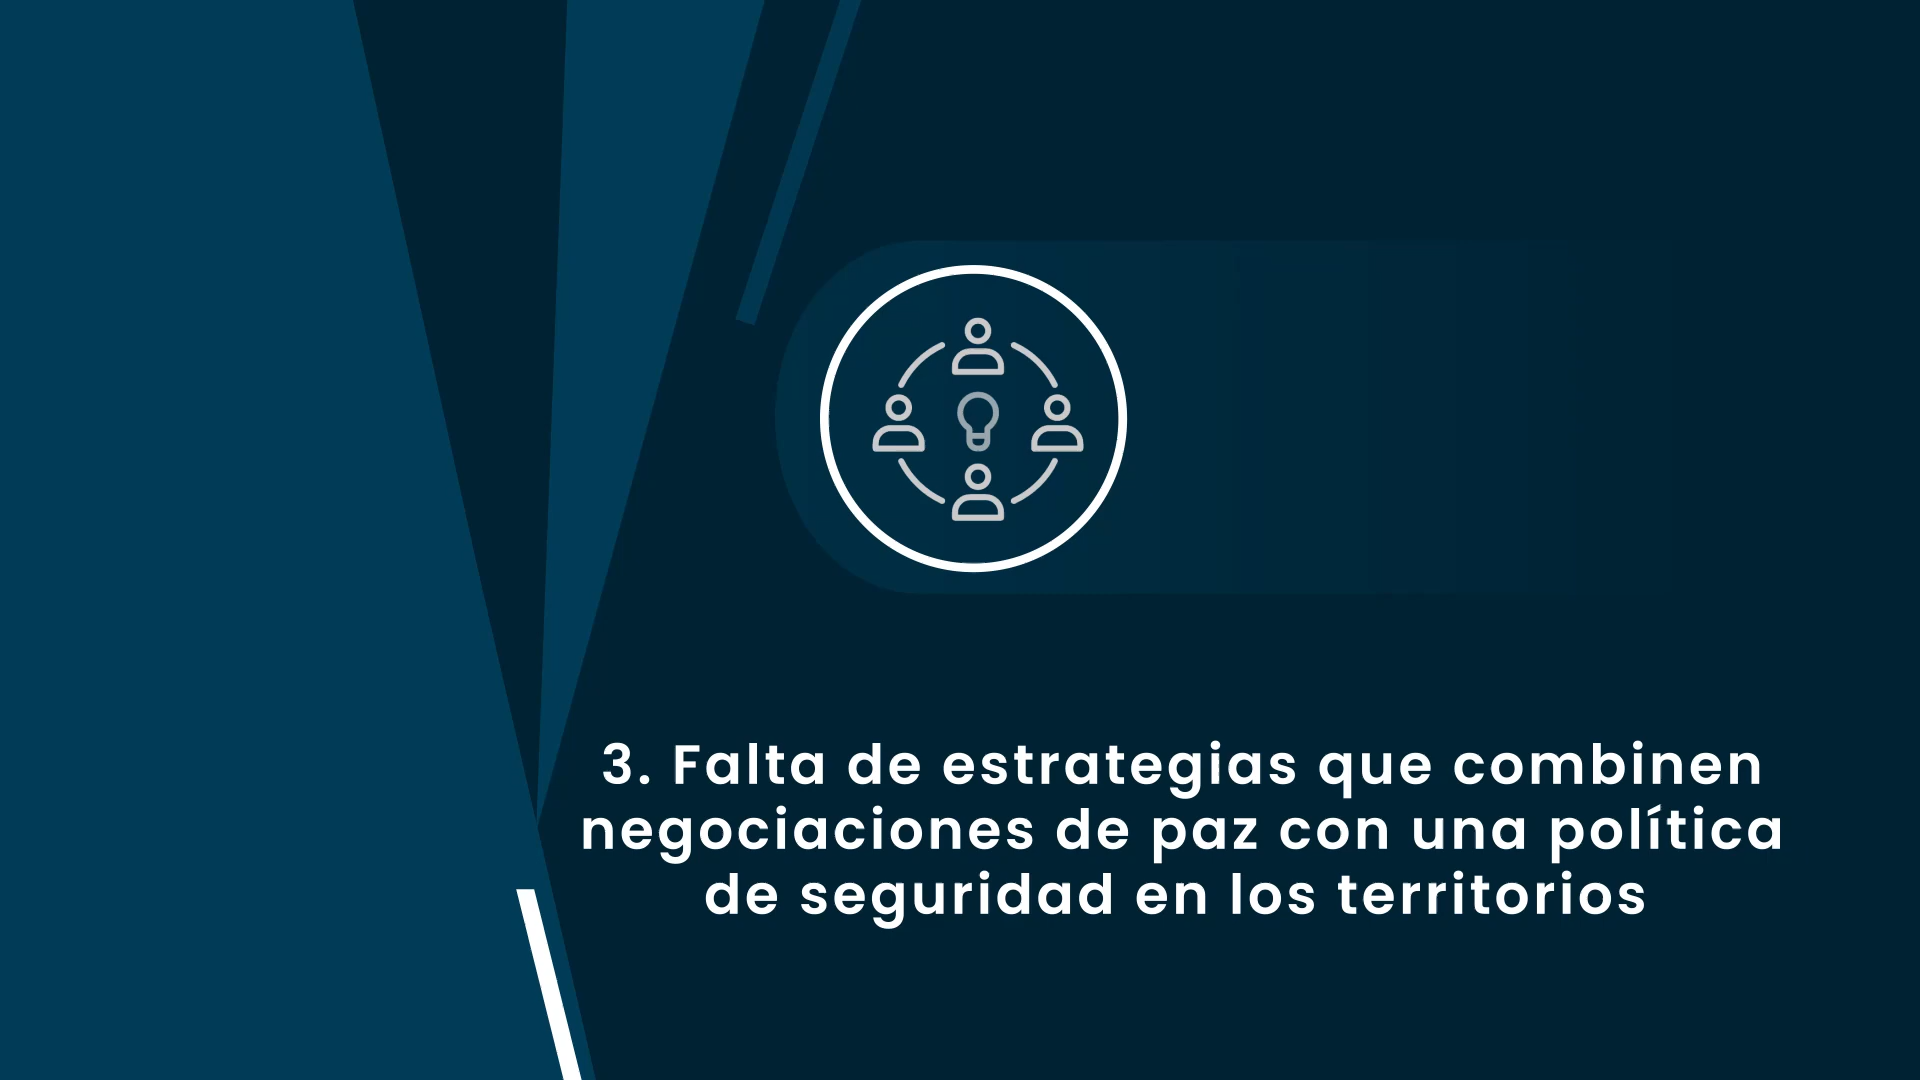 3. Falta de estrategias que combinen
negociaciones de paz con una política
de seguridad en los territorios